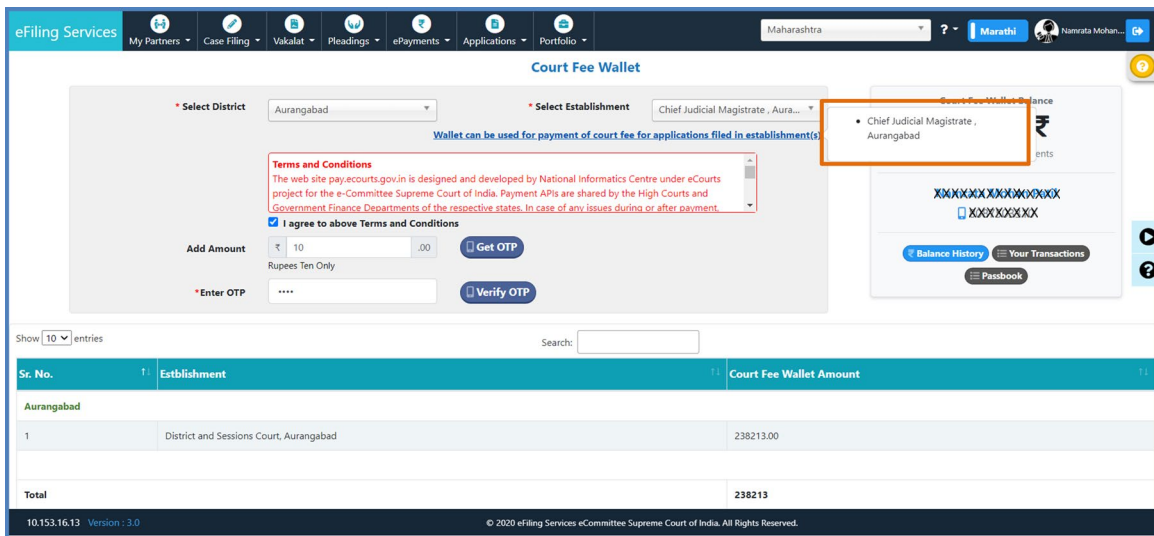 eFiling Services
My Partners
Case Filing
Vakalat
Pleadings
ePayments
Applications
Portfolio
Maharashtra
?
Marathi
Namrata Mohan...
Court Fee Wallet
* Select District
Aurangabad
* Select Establishment
Chief Judicial Magistrate , Aura...
Wallet can be used for payment of court fee for applications filed in establishment(s)
• Chief Judicial Magistrate ,
Aurangabad
Court Fee Wallet Balance
₹
ents
Terms and Conditions
The web site pay.ecourts.gov.in is designed and developed by National Informatics Centre under eCourts
project for the e-Committee Supreme Court of India. Payment APIs are shared by the High Courts and
Government Finance Departments of the respective states. In case of any issues during or after payment,
I agree to above Terms and Conditions
Add Amount
₹ 10 .00
Get OTP
Rupees Ten Only
*Enter OTP
••••
Verify OTP
₹ Balance History
Your Transactions
Passbook
Show 10 entries
Search:
Sr. No. Estblishment Court Fee Wallet Amount
Aurangabad
1 District and Sessions Court, Aurangabad 238213.00
Total 238213
10.153.16.13 Version : 3.0
© 2020 eFiling Services eCommittee Supreme Court of India. All Rights Reserved.